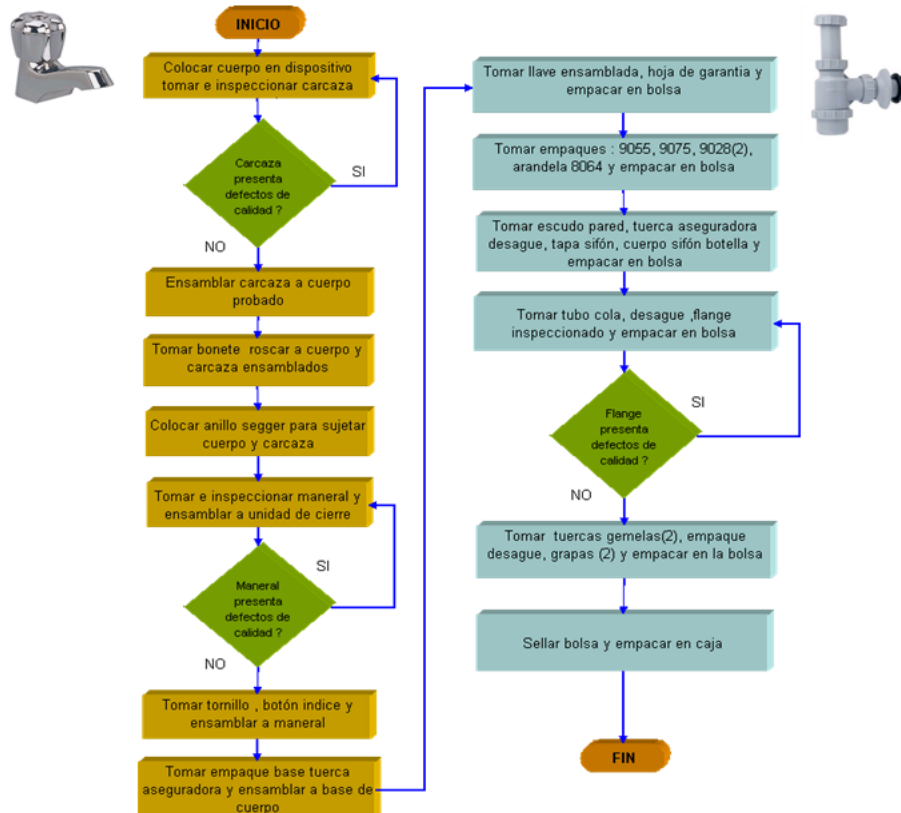 INICIO
Colocar cuerpo en dispositivo
tomar e inspeccionar carcaza
Carcaza
presenta
defectos de
calidad ?
SI
NO
Ensamblar carcaza a cuerpo
probado
Tomar bonete roscar a cuerpo y
carcaza ensamblados
Colocar anillo segger para sujetar
cuerpo y carcaza
Tomar e inspeccionar maneral y
ensamblar a unidad de cierre
SI
Maneral
presenta
defectos de
calidad ?
NO
Tomar tornillo , botón indice y
ensamblar a maneral
Tomar empaque base tuerca
aseguradora y ensamblar a base de
cuerpo
Tomar llave ensamblada, hoja de garantia y
empacar en bolsa
Tomar empaques : 9055, 9075, 9028(2),
arandela 8064 y empacar en bolsa
Tomar escudo pared, tuerca aseguradora
desague, tapa sifón, cuerpo sifón botella y
empacar en bolsa
Tomar tubo cola, desague ,flange
inspeccionado y empacar en bolsa
SI
Flange
presenta
defectos de
calidad ?
NO
Tomar tuercas gemelas(2), empaque
desague, grapas (2) y empacar en la bolsa
Sellar bolsa y empacar en caja
FIN